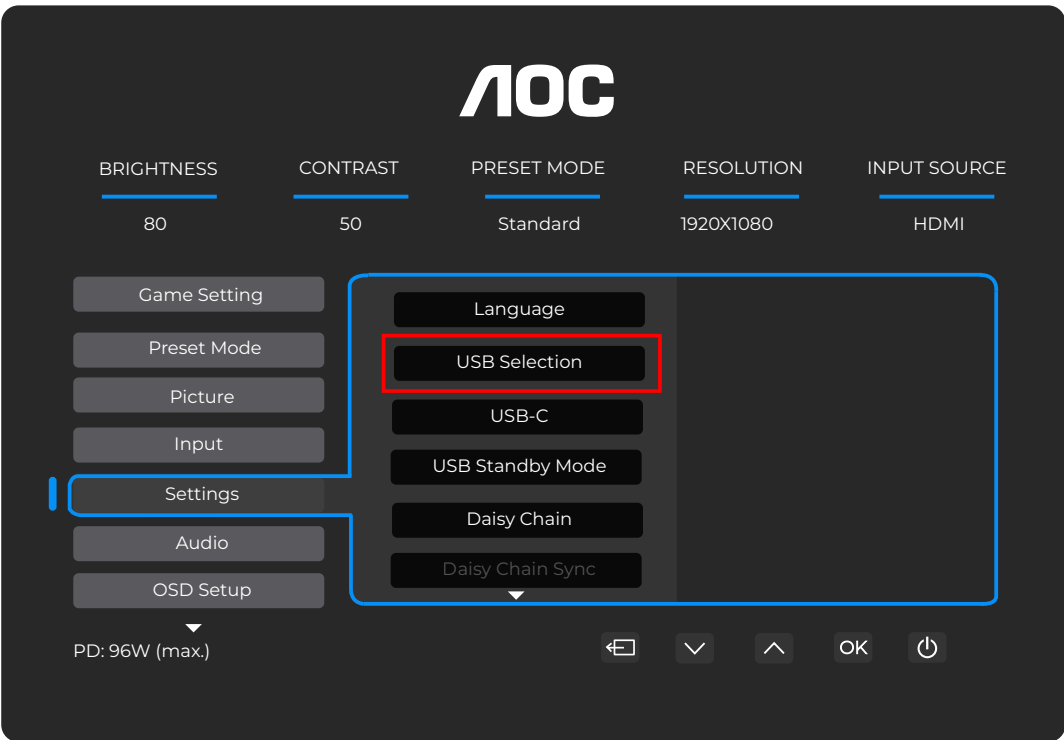 AOC
BRIGHTNESS CONTRAST PRESET MODE RESOLUTION INPUT SOURCE
80 50 Standard 1920X1080 HDMI
Game Setting
Preset Mode
Picture
Input
Settings
Audio
OSD Setup
Language
USB Selection
USB-C
USB Standby Mode
Daisy Chain
Daisy Chain Sync
PD: 96W (max.)
OK